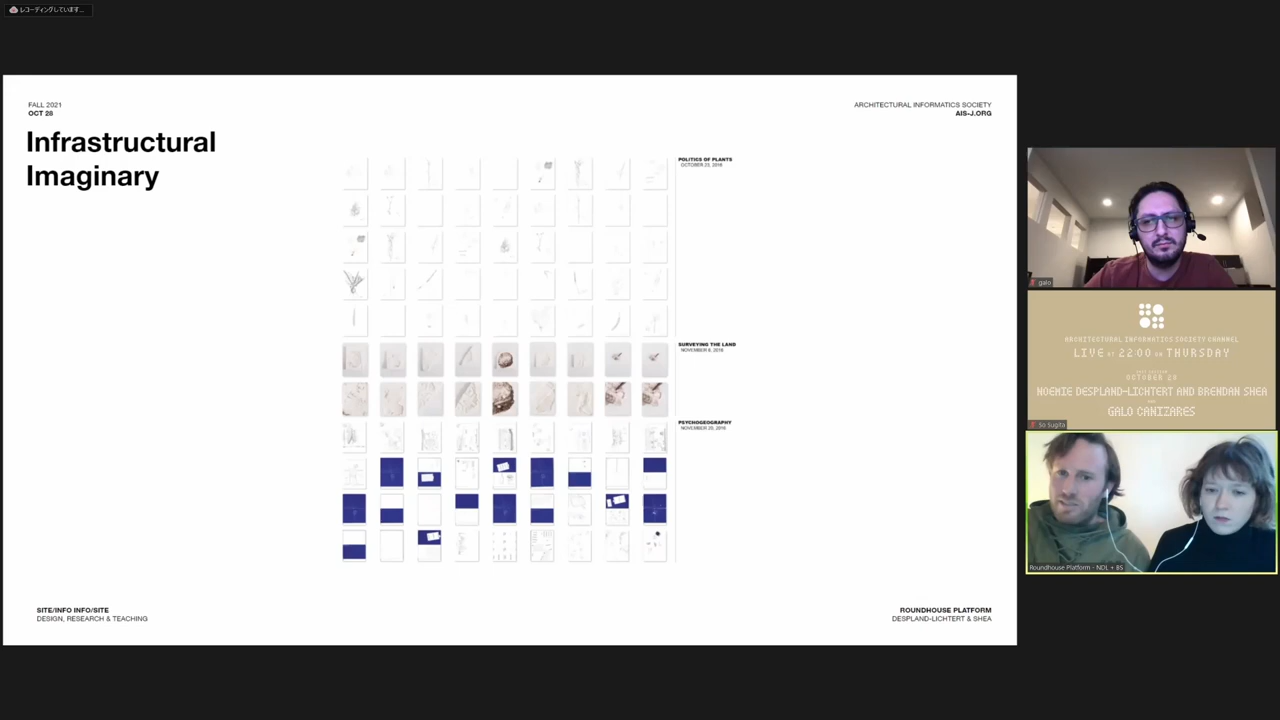 レコーディングしています...
FALL 2021
OCT 28
Infrastructural
Imaginary
ARCHITECTURAL INFORMATICS SOCIETY
AIS-J.ORG
POLITICS OF PLANTS
OCTOBER 23, 2018
SURVEYING THE LAND
NOVEMBER 6, 2018
PSYCHOGEOGRAPHY
NOVEMBER 20, 2018
SITE/INFO INFO/SITE
DESIGN, RESEARCH & TEACHING
ROUNDHOUSE PLATFORM
DESPLAND-LICHTERT & SHEA
galo
ARCHITECTURAL INFORMATICS SOCIETY CHANNEL
LIVE AT 22:00 ON THURSDAY
OCTOBER 28
NOEMIE DESPLAND-LICHTERT AND BRENDAN SHEA
GALO CANIZARES
So Sugita
Roundhouse Platform - NDL + BS